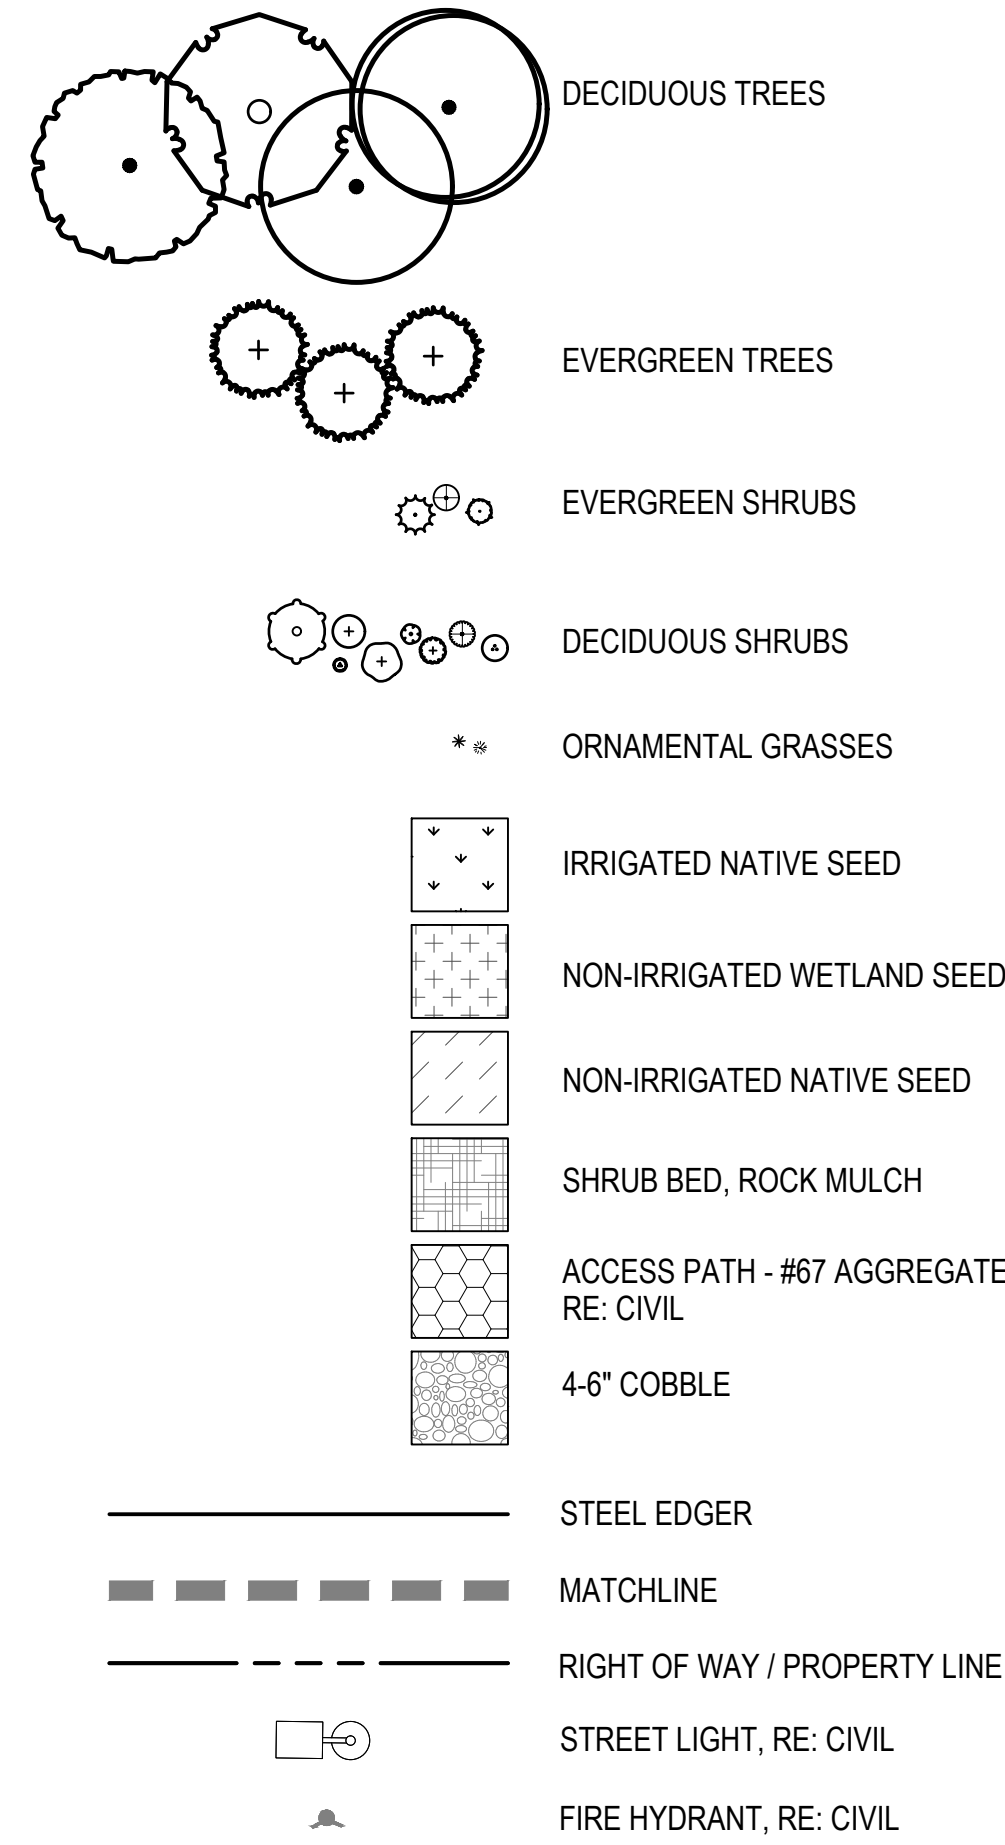 DECIDUOUS TREES
EVERGREEN TREES
EVERGREEN SHRUBS
DECIDUOUS SHRUBS
ORNAMENTAL GRASSES
IRRIGATED NATIVE SEED
NON-IRRIGATED WETLAND SEED
NON-IRRIGATED NATIVE SEED
SHRUB BED, ROCK MULCH
ACCESS PATH - #67 AGGREGATE
RE: CIVIL
4-6" COBBLE
STEEL EDGER
MATCHLINE
RIGHT OF WAY / PROPERTY LINE
STREET LIGHT, RE: CIVIL
FIRE HYDRANT, RE: CIVIL